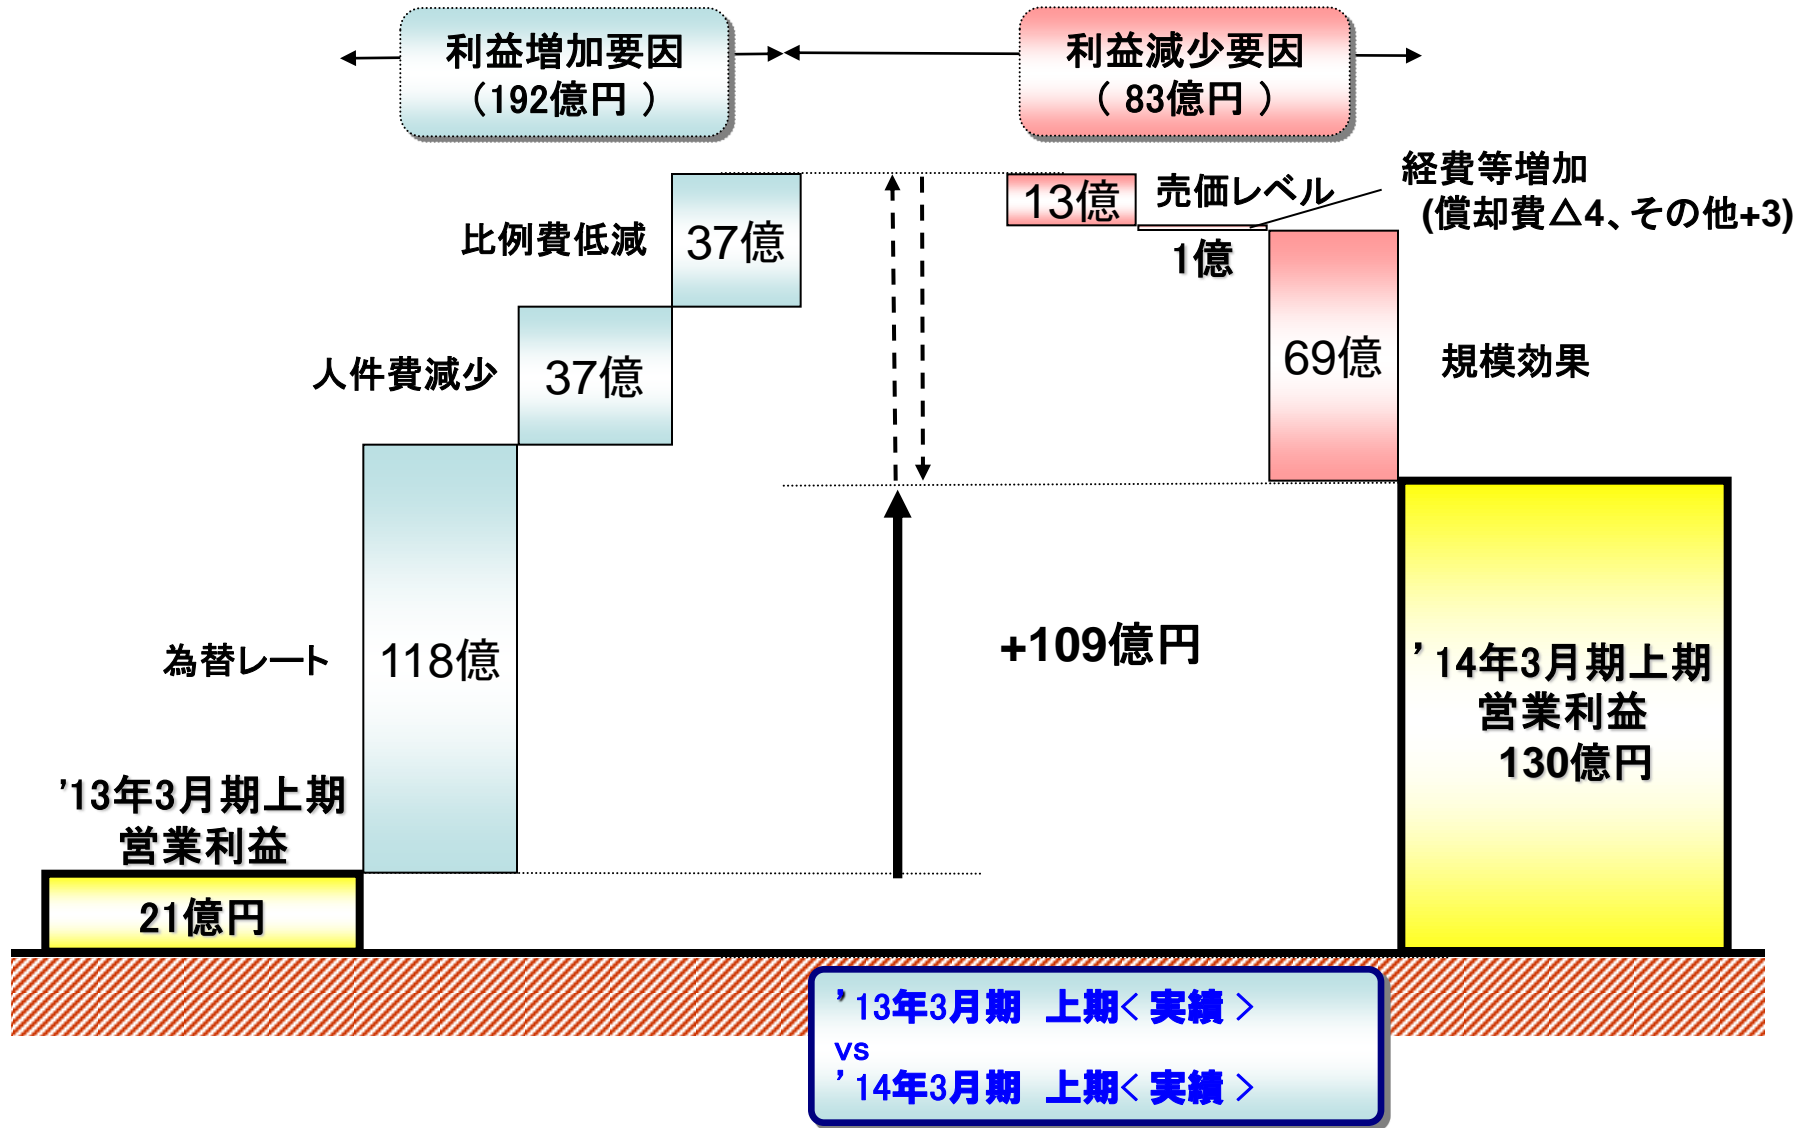 利益増加要因
（192億円 ）
利益減少要因
（ 83億円 ）
比例費低減
37億
人件費減少
37億
為替レート
118億
’13年3月期上期
営業利益
21億円
13億
売価レベル
経費等増加
(償却費△4、その他+3)
1億
69億
規模効果
+109億円
’14年3月期上期
営業利益
130億円
’13年3月期　上期＜実績＞
vs
’14年3月期　上期＜実績＞